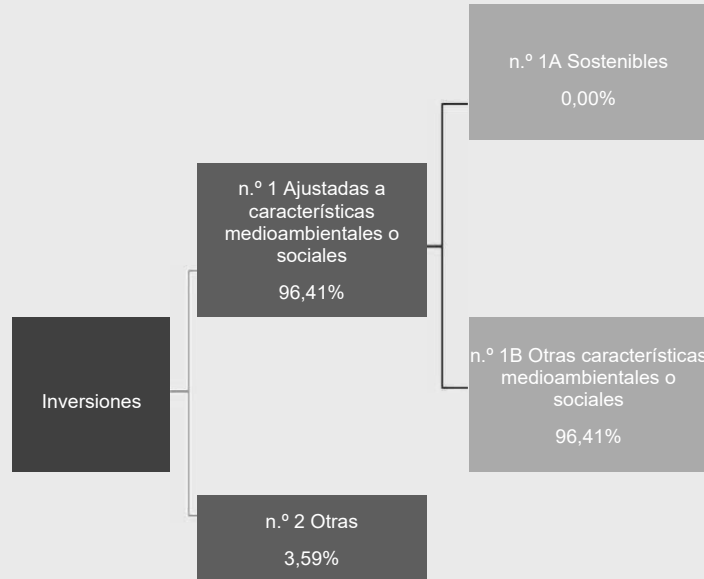 n.º 1A Sostenibles
0,00%
n.º 1 Ajustadas a
características
medioambientales o
sociales
96,41%
Inversiones
n.º 1B Otras características
medioambientales o
sociales
96,41%
n.º 2 Otras
3,59%